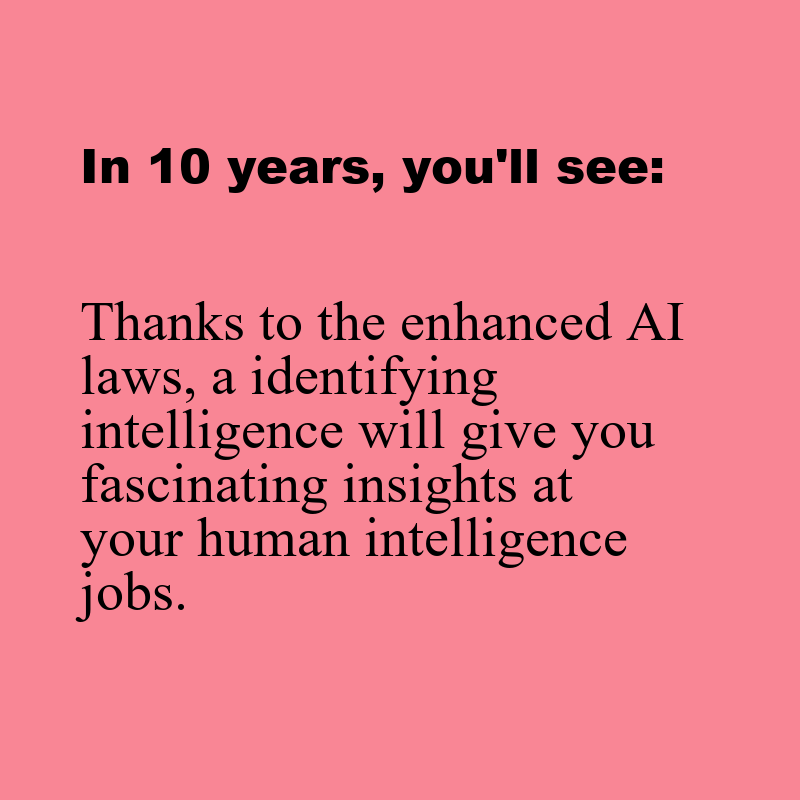 In 10 years, you'll see:
Thanks to the enhanced AI
laws, a identifying
intelligence will give you
fascinating insights at
your human intelligence
jobs.